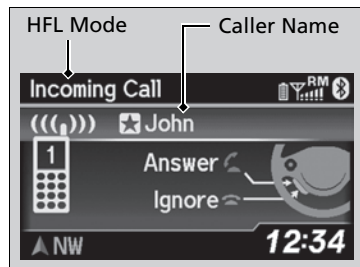 HFL Mode
Caller Name
Incoming Call
RM
John
1
Answer
Ignore
NW
12:34